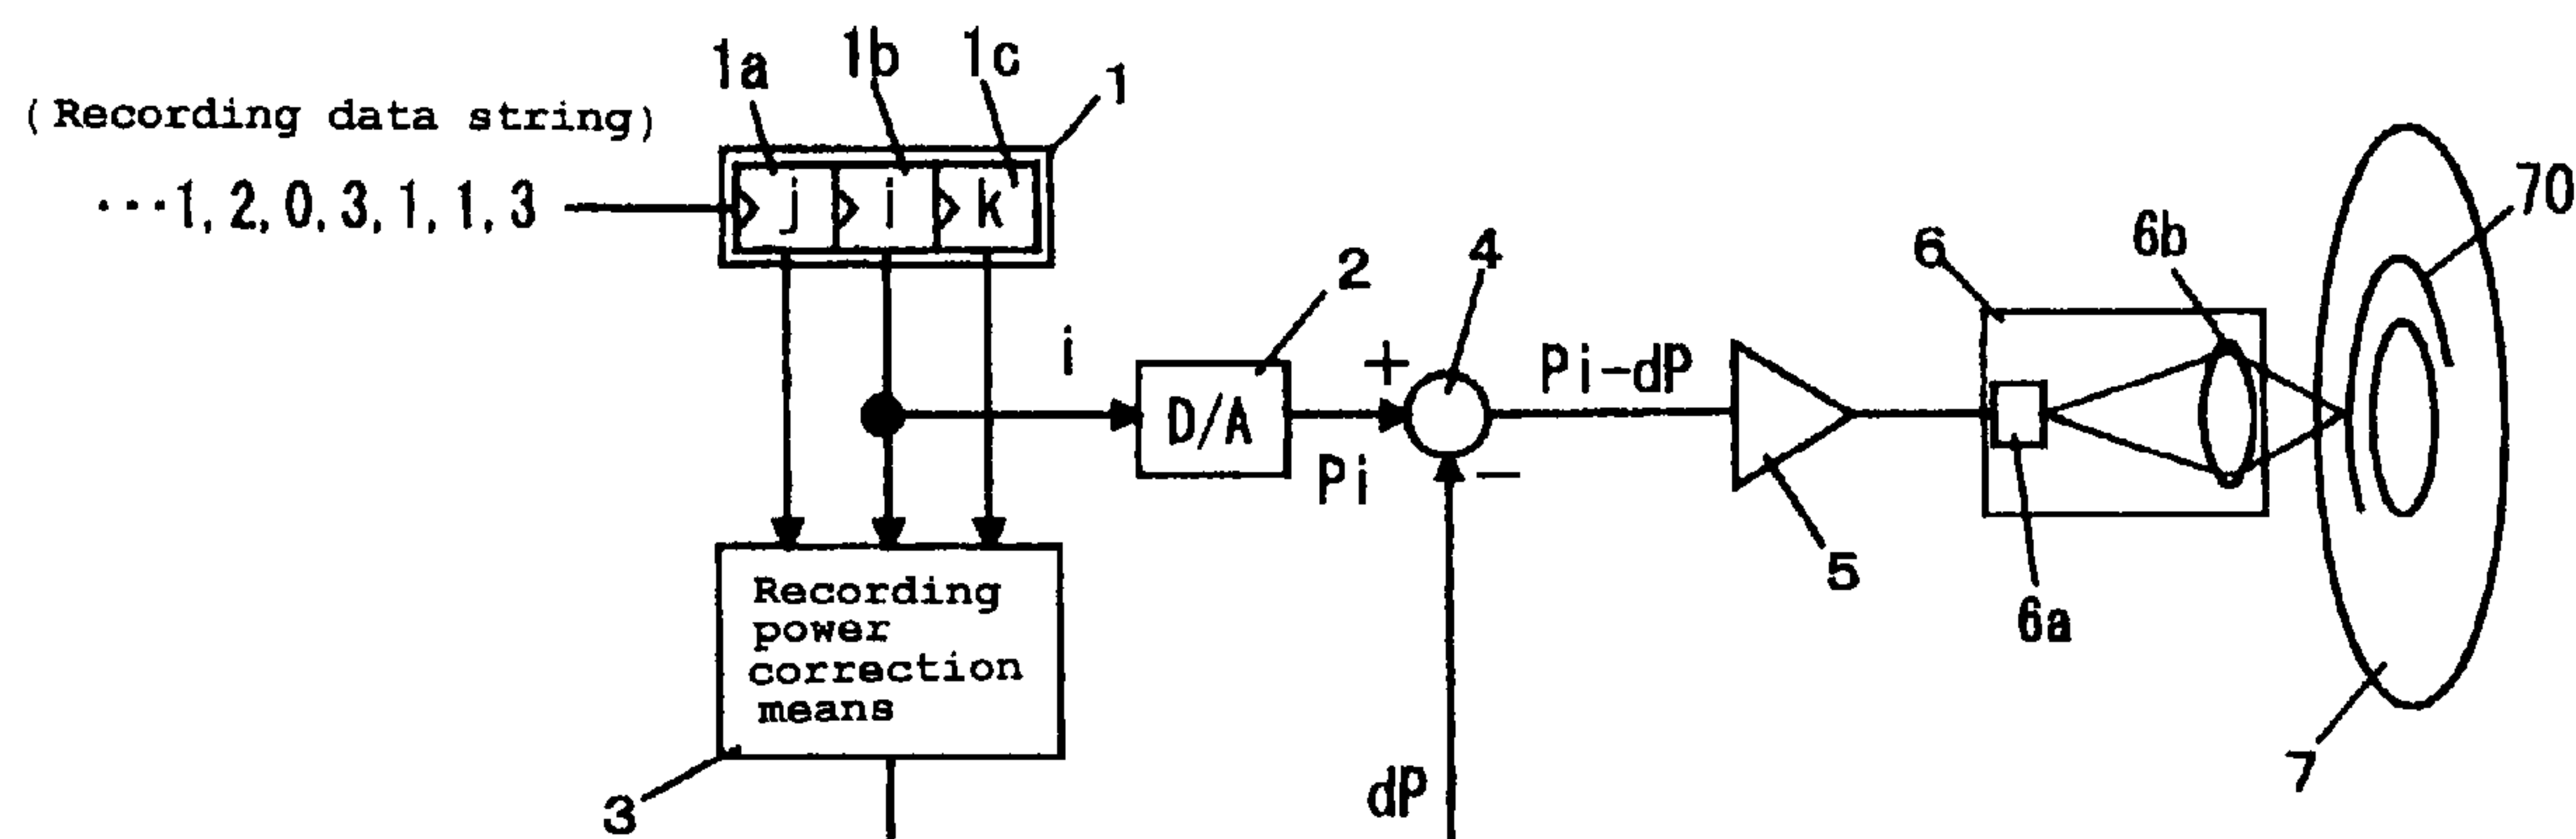 1a 1b 1c 1
(Recording data string)
···1, 2, 0, 3, 1, 1, 3
j i k
70
6 6b
4
2
i
+
Pi-dP
D/A
Pi
−
5
6a
Recording
power
correction
means
7
3
dP